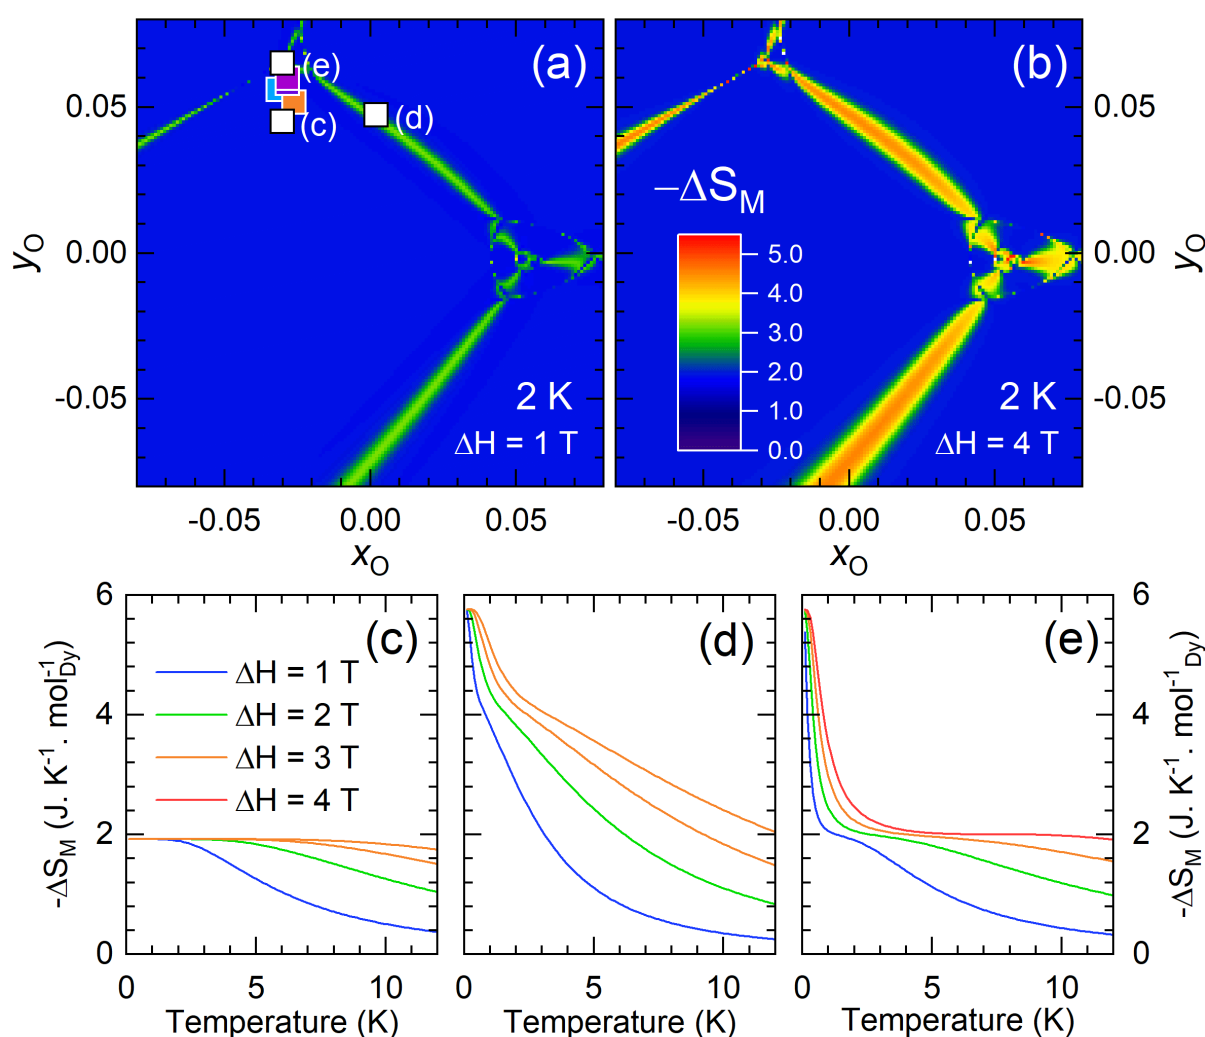 (a)
(b)
(e)
(c)
(d)
0.05
0.00
-0.05
y_O
−ΔS_M
5.0
4.0
3.0
2.0
1.0
0.0
2 K
ΔH = 1 T
2 K
ΔH = 4 T
0.05
0.00
-0.05
y_O
-0.05 0.00 0.05
x_O
-0.05 0.00 0.05
x_O
6
4
2
0
-ΔS_M (J. K⁻¹. mol⁻¹_Dy)
(c)
ΔH = 1 T
ΔH = 2 T
ΔH = 3 T
ΔH = 4 T
(d)
(e)
6
4
2
0
-ΔS_M (J. K⁻¹. mol⁻¹_Dy)
0 5 10
0 5 10
0 5 10
Temperature (K)
Temperature (K)
Temperature (K)